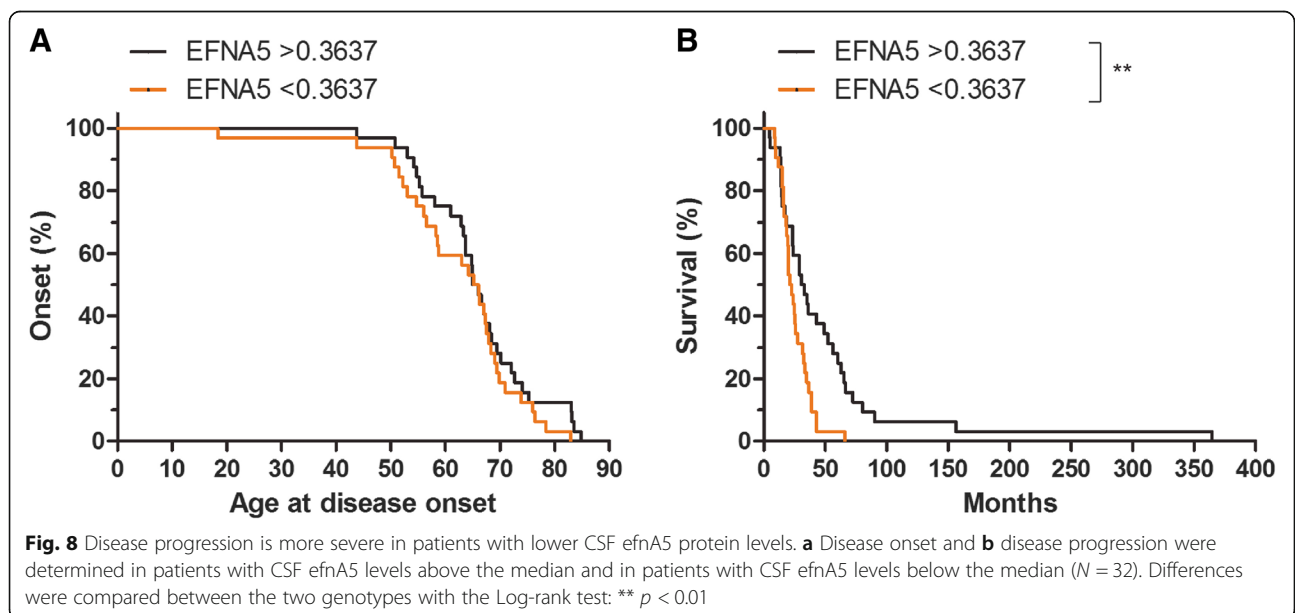 A
EFNA5 >0.3637
EFNA5 <0.3637
Onset (%)
100
80
60
40
20
0
0 10 20 30 40 50 60 70 80 90
Age at disease onset
B
EFNA5 >0.3637
EFNA5 <0.3637
**
Survival (%)
100
80
60
40
20
0
0 50 100 150 200 250 300 350 400
Months
Fig. 8 Disease progression is more severe in patients with lower CSF efnA5 protein levels. a Disease onset and b disease progression were
determined in patients with CSF efnA5 levels above the median and in patients with CSF efnA5 levels below the median (N = 32). Differences
were compared between the two genotypes with the Log-rank test: ** p < 0.01